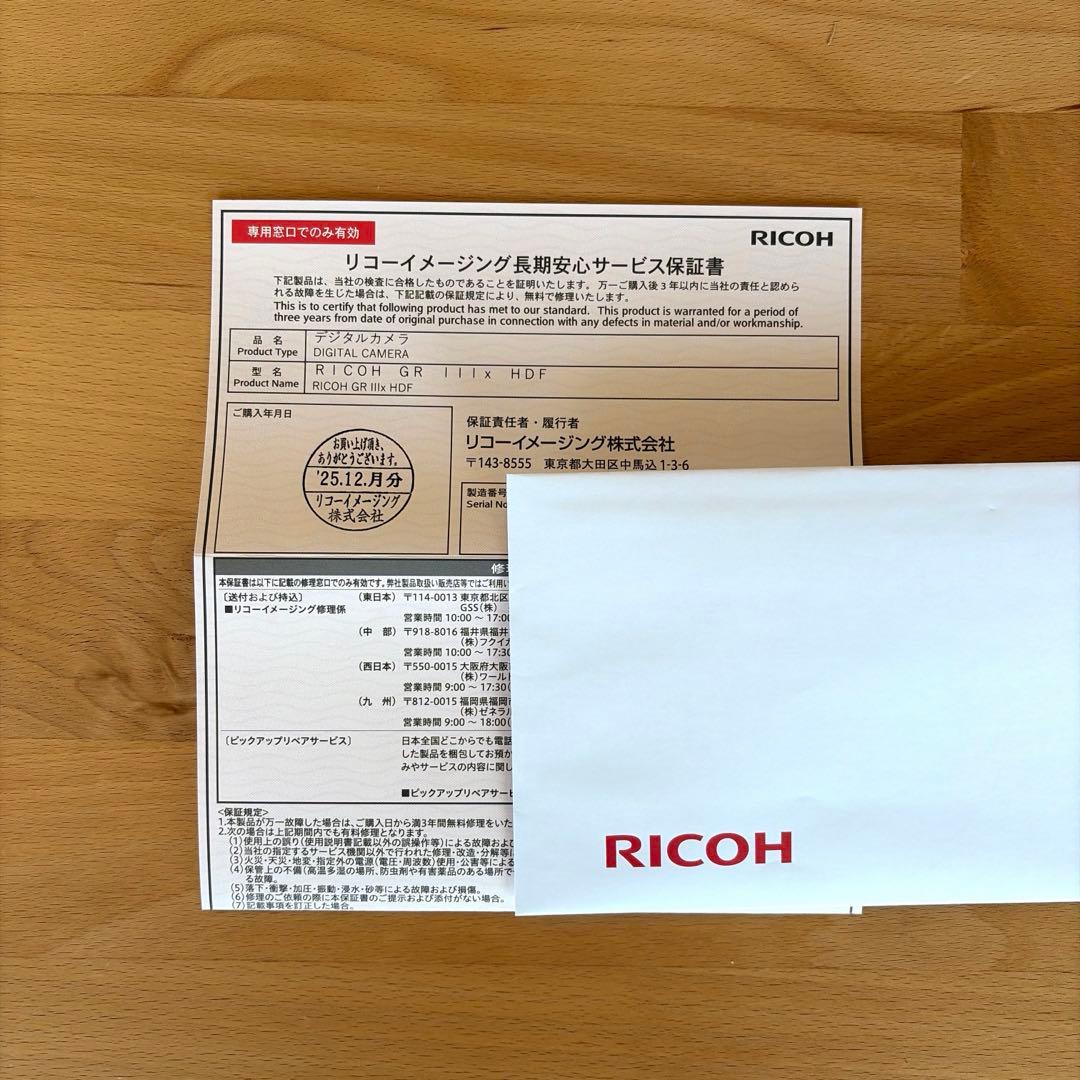 専用窓口でのみ有効
RICOH
リコーイメージング長期安心サービス保証書
下記製品は、当社の検査に合格したものであることを証明いたします。 万一ご購入後3年以内に当社の責任と認めら
れる故障を生じた場合は、下記記載の保証規定により、無料で修理いたします。
This is to certify that following product has met to our standard. This product is warranted for a period of
three years from date of original purchase in connection with any defects in material and/or workmanship.
品 名 デジタルカメラ
Product Type DIGITAL CAMERA
型 名 RICOH GR IIIx HDF
Product Name RICOH GR IIIx HDF
ご購入年月日
お買い上げ頂き、
ありがとうございます。
'25.12.月分
リコーイメージング
株式会社
保証責任者・履行者
リコーイメージング株式会社
〒143-8555 東京都大田区中馬込1-3-6
製造番号
Serial No
修
本保証書は以下に記載の修理窓口でのみ有効です。弊社製品取扱い販売店等ではご利用い
〔送付および持込〕 (東日本) 〒114-0013 東京都北区
■リコーイメージング修理係 GSS(株)
営業時間 10:00 ~ 17:00
(中 部) 〒918-8016 福井県福井
(株)フクイカ
営業時間 10:00 ~ 17:30
(西日本) 〒550-0015 大阪府大阪
(株)ワールド
営業時間 9:00 ~ 17:30(
(九 州) 〒812-0015 福岡県福岡市
(株)ゼネラル
営業時間 9:00 ~ 18:00(
〔ピックアップリペアサービス〕 日本全国どこからでも電話
した製品を梱包してお預か
みやサービスの内容に関し
■ピックアップリペアサービ
<保証規定>
1.本製品が万一故障した場合は、ご購入日から満3年間無料修理をいた
2.次の場合は上記期間内でも有料修理となります。
(1)使用上の誤り(使用説明書記載以外の誤操作等)による故障およ
(2)当社の指定するサービス機関以外で行われた修理・改造・分解等
(3)火災・天災・地変・指定外の電源(電圧・周波数)使用・公害等によ
(4)保管上の不備(高温多湿の場所、防虫剤や有害薬品のある場所で
る故障。
(5)落下・衝撃・加圧・振動・浸水・砂等による故障および損傷。
(6)修理のご依頼の際に本保証書のご提示および添付がない場合。
(7)記載事項を訂正した場合。
RICOH